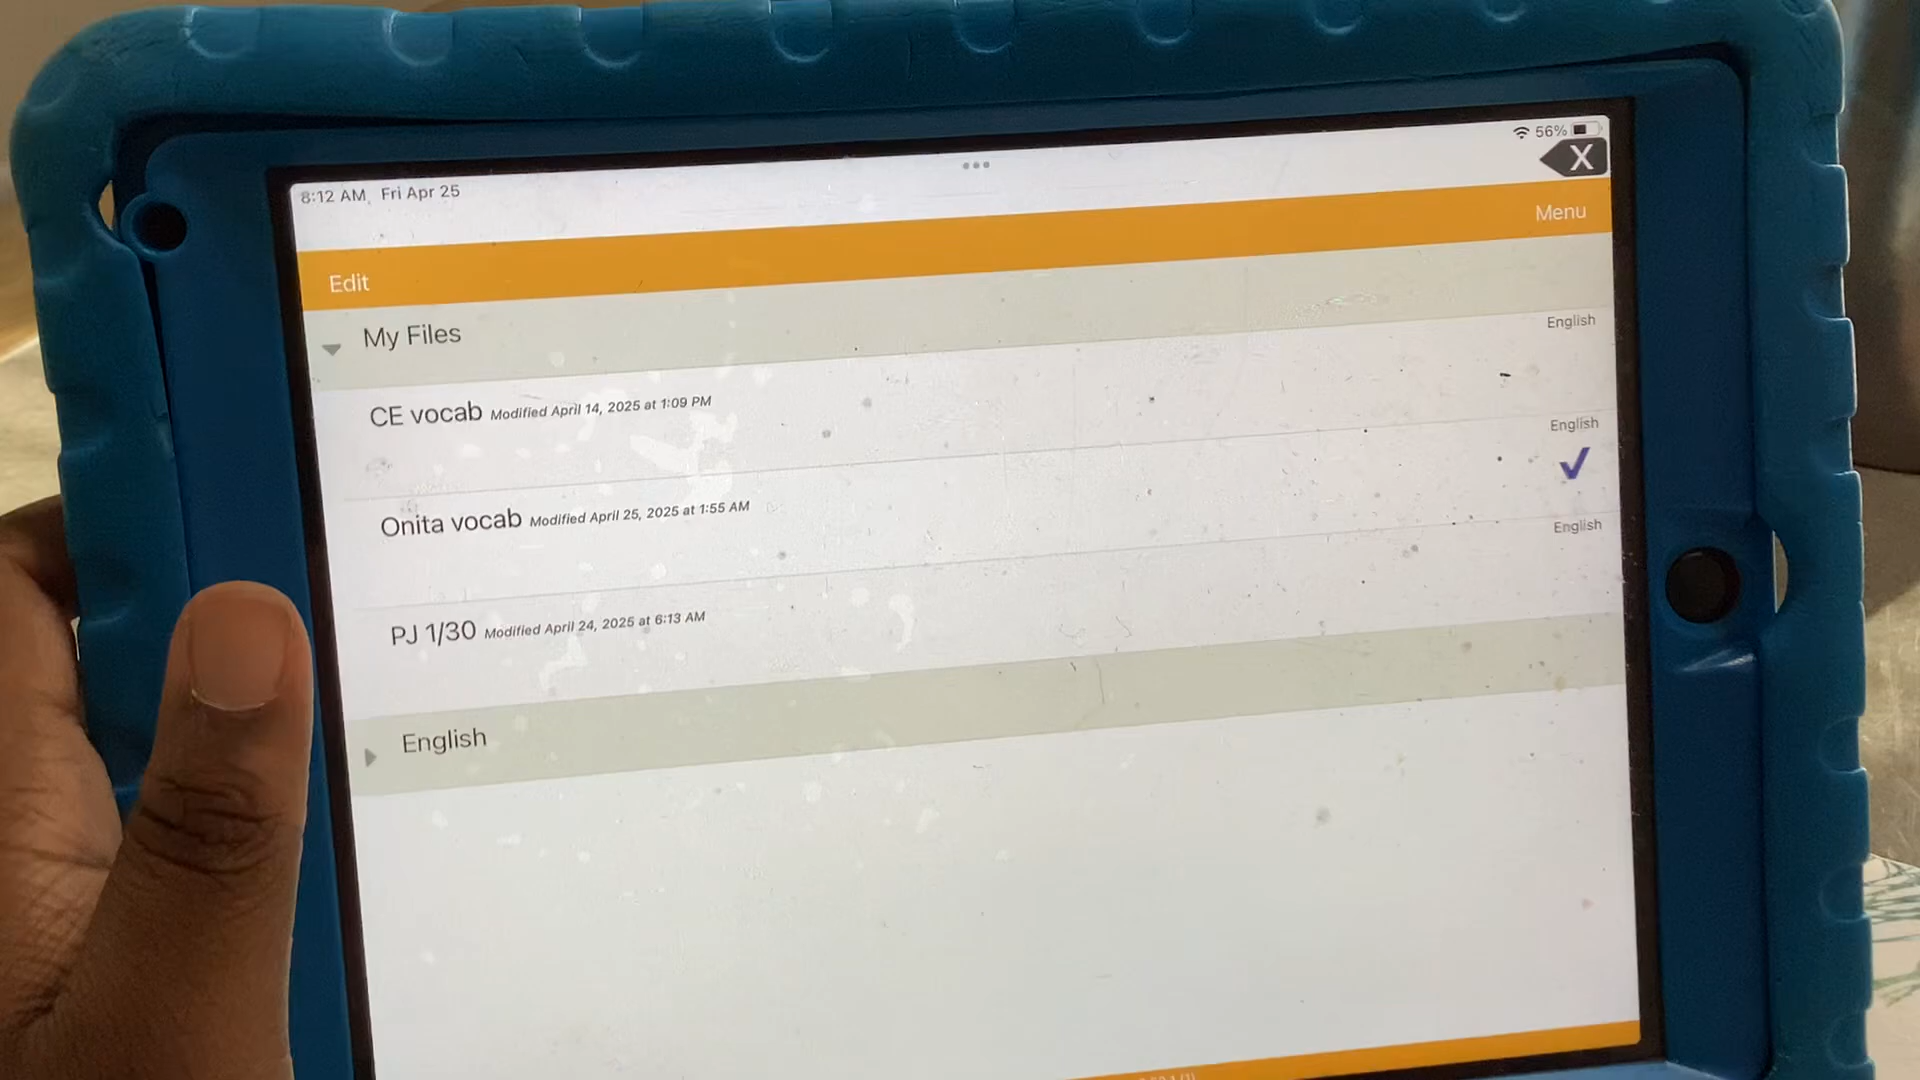 56%
8:12 AM Fri Apr 25
X
Menu
Edit
My Files
English
CE vocab Modified April 14, 2025 at 1:09 PM
English
Onita vocab Modified April 25, 2025 at 1:55 AM
English
PJ 1/30 Modified April 24, 2025 at 6:13 AM
English